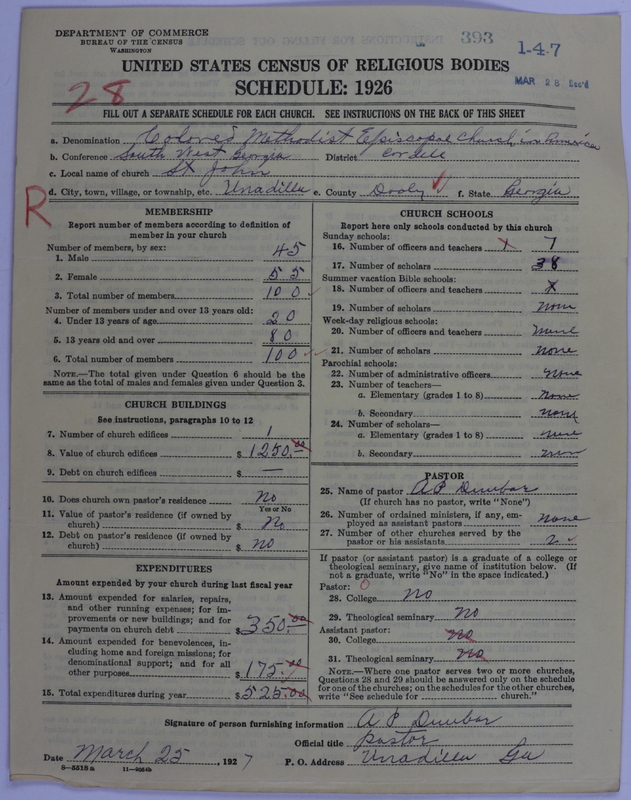 DEPARTMENT OF COMMERCE
BUREAU OF THE CENSUS
WASHINGTON
393
1-47
MAR 28 Rec'd
UNITED STATES CENSUS OF RELIGIOUS BODIES
SCHEDULE: 1926
28
FILL OUT A SEPARATE SCHEDULE FOR EACH CHURCH. SEE INSTRUCTIONS ON THE BACK OF THIS SHEET
a. Denomination Colored Methodist Episcopal Church in America
b. Conference South West Georgia District Cordele
c. Local name of church St John
d. City, town, village, or township, etc. Unadilla e. County Dooly f. State Georgia
R
MEMBERSHIP
Report number of members according to definition of
member in your church
Number of members, by sex:
1. Male 45
2. Female 55
3. Total number of members 100
Number of members under and over 13 years old:
4. Under 13 years of age 20
5. 13 years old and over 80
6. Total number of members 100
NOTE.—The total given under Question 6 should be the
same as the total of males and females given under Question 3.
CHURCH BUILDINGS
See instructions, paragraphs 10 to 12
7. Number of church edifices 1
8. Value of church edifices $1250.00
9. Debt on church edifices $ —
10. Does church own pastor's residence No
Yes or No
11. Value of pastor's residence (if owned by
church) $ No
12. Debt on pastor's residence (if owned by
church) $ No
EXPENDITURES
Amount expended by church during last fiscal year
13. Amount expended for salaries, repairs,
and other running expenses; for im-
provements or new buildings; and for
payments on church debt $350.00
14. Amount expended for benevolences, in-
cluding home and foreign missions; for
denominational support; and for all
other purposes $175.00
15. Total expenditures during year $525.00
CHURCH SCHOOLS
Report here only schools conducted by this church
Sunday schools:
16. Number of officers and teachers 7
17. Number of scholars 38
Summer vacation Bible schools:
18. Number of officers and teachers x
19. Number of scholars none
Week-day religious schools:
20. Number of officers and teachers none
21. Number of scholars none
Parochial schools:
22. Number of administrative officers none
23. Number of teachers—
a. Elementary (grades 1 to 8) none
b. Secondary none
24. Number of scholars—
a. Elementary (grades 1 to 8) none
b. Secondary none
PASTOR
25. Name of pastor A P Dunbar
(If church has no pastor, write "None")
26. Number of ordained ministers, if any, em-
ployed as assistant pastors none
27. Number of other churches served by the
pastor or his assistants 2
If pastor (or assistant pastor) is a graduate of a college or
theological seminary, give name of institution below. (If
not a graduate, write "No" in the space indicated.)
Pastor: 0
28. College No
29. Theological seminary No
Assistant pastor:
30. College No
31. Theological seminary No
NOTE.—Where one pastor serves two or more churches,
Questions 28 and 29 should be answered only on the schedule
for one of the churches; on the schedules for the other churches,
write "See schedule for church."
Signature of person furnishing information A P Dunbar
Official title pastor
Date March 25, 1927 P. O. Address Unadilla Ga